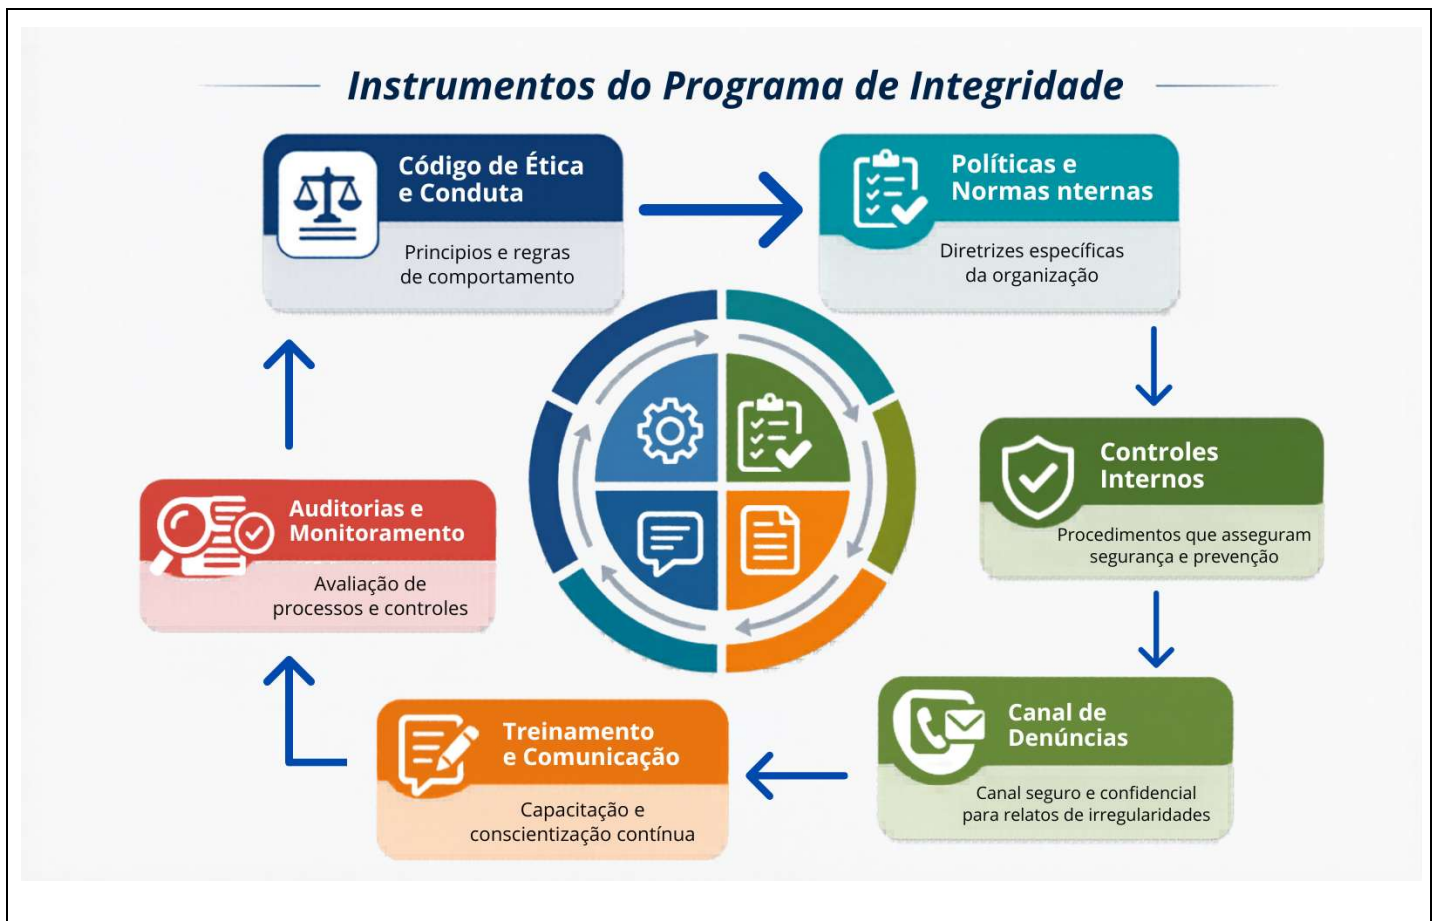 Instrumentos do Programa de Integridade
Código de Ética
e Conduta
Principios e regras
de comportamento
Políticas e
Normas nternas
Diretrizes específicas
da organização
Controles
Internos
Procedimentos que asseguram
segurança e prevenção
Canal de
Denúncias
Canal seguro e confidencial
para relatos de irregularidades
Treinamento
e Comunicação
Capacitação e
conscientização contínua
Auditorias e
Monitoramento
Avaliação de
processos e controles